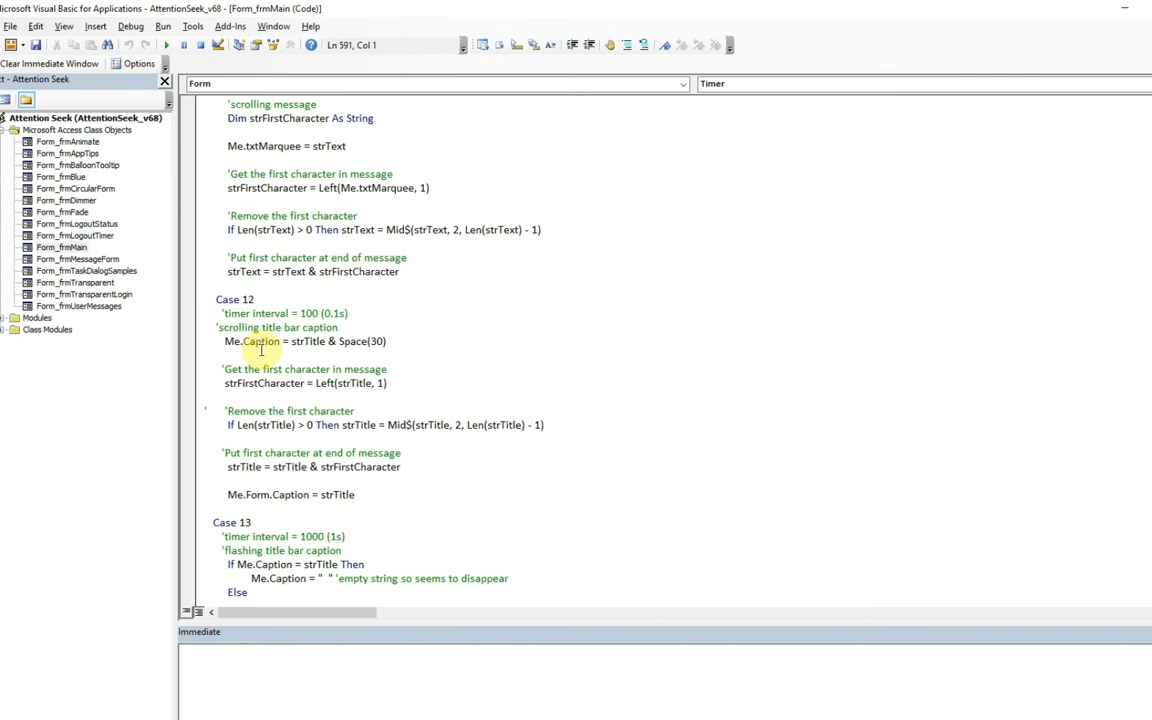 Microsoft Visual Basic for Applications - AttentionSeek_v68 - [Form_frmMain (Code)]
File Edit View Insert Debug Run Tools Add-Ins Window Help
Ln 591, Col 1
Clear Immediate Window Options
ct - Attention Seek
Form Timer
Attention Seek (AttentionSeek_v68)
Microsoft Access Class Objects
Form_frmAnimate
Form_frmAppTips
Form_frmBalloonTooltip
Form_frmBlue
Form_frmCircularForm
Form_frmDimmer
Form_frmFade
Form_frmLogoutStatus
Form_frmLogoutTimer
Form_frmMain
Form_frmMessageForm
Form_frmTaskDialogSamples
Form_frmTransparent
Form_frmTransparentLogin
Form_frmUserMessages
Modules
Class Modules
'scrolling message
Dim strFirstCharacter As String
Me.txtMarquee = strText
'Get the first character in message
strFirstCharacter = Left(Me.txtMarquee, 1)
'Remove the first character
If Len(strText) > 0 Then strText = Mid$(strText, 2, Len(strText) - 1)
'Put first character at end of message
strText = strText & strFirstCharacter
Case 12
'timer interval = 100 (0.1s)
'scrolling title bar caption
Me.Caption = strTitle & Space(30)
'Get the first character in message
strFirstCharacter = Left(strTitle, 1)
' 'Remove the first character
If Len(strTitle) > 0 Then strTitle = Mid$(strTitle, 2, Len(strTitle) - 1)
'Put first character at end of message
strTitle = strTitle & strFirstCharacter
Me.Form.Caption = strTitle
Case 13
'timer interval = 1000 (1s)
'flashing title bar caption
If Me.Caption = strTitle Then
Me.Caption = "  " 'empty string so seems to disappear
Else
Immediate